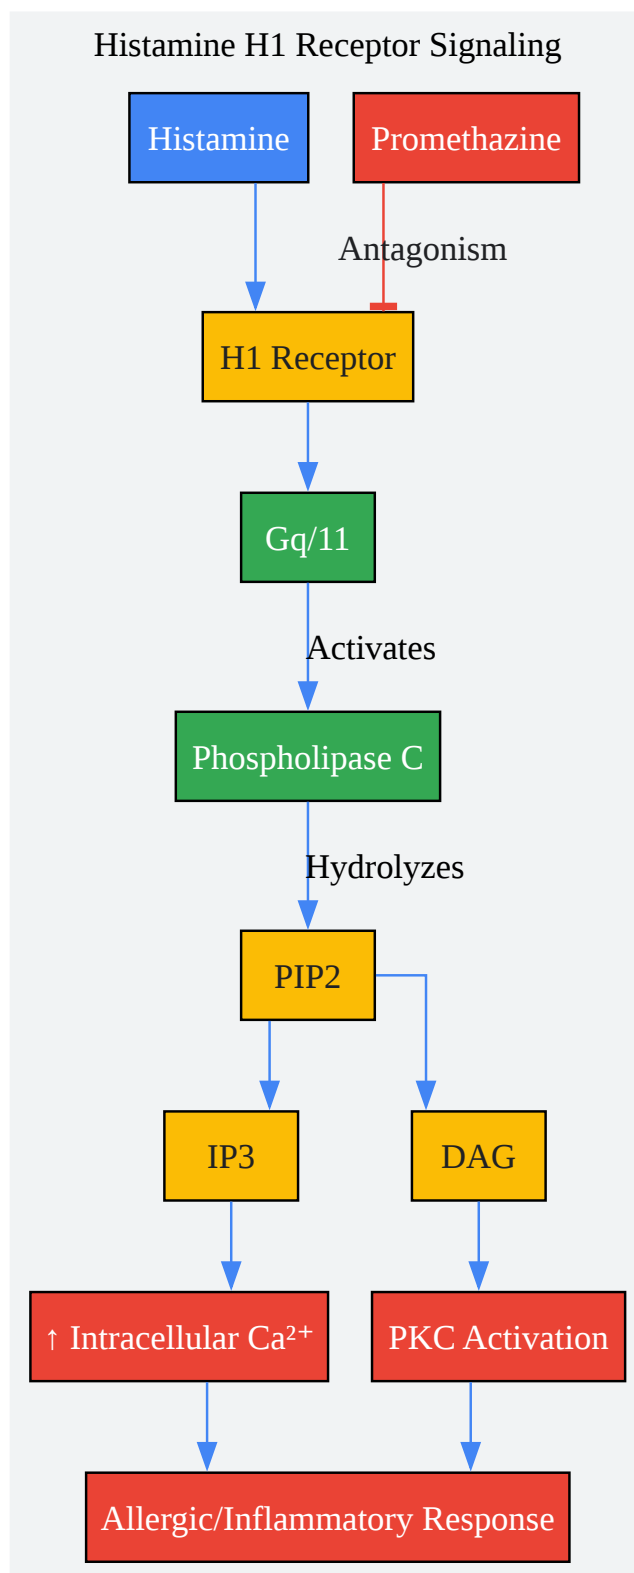 Histamine H1 Receptor Signaling
Histamine
Promethazine
Antagonism
H1 Receptor
Gq/11
Activates
Phospholipase C
Hydrolyzes
PIP2
IP3
DAG
↑ Intracellular Ca²⁺
PKC Activation
Allergic/Inflammatory Response